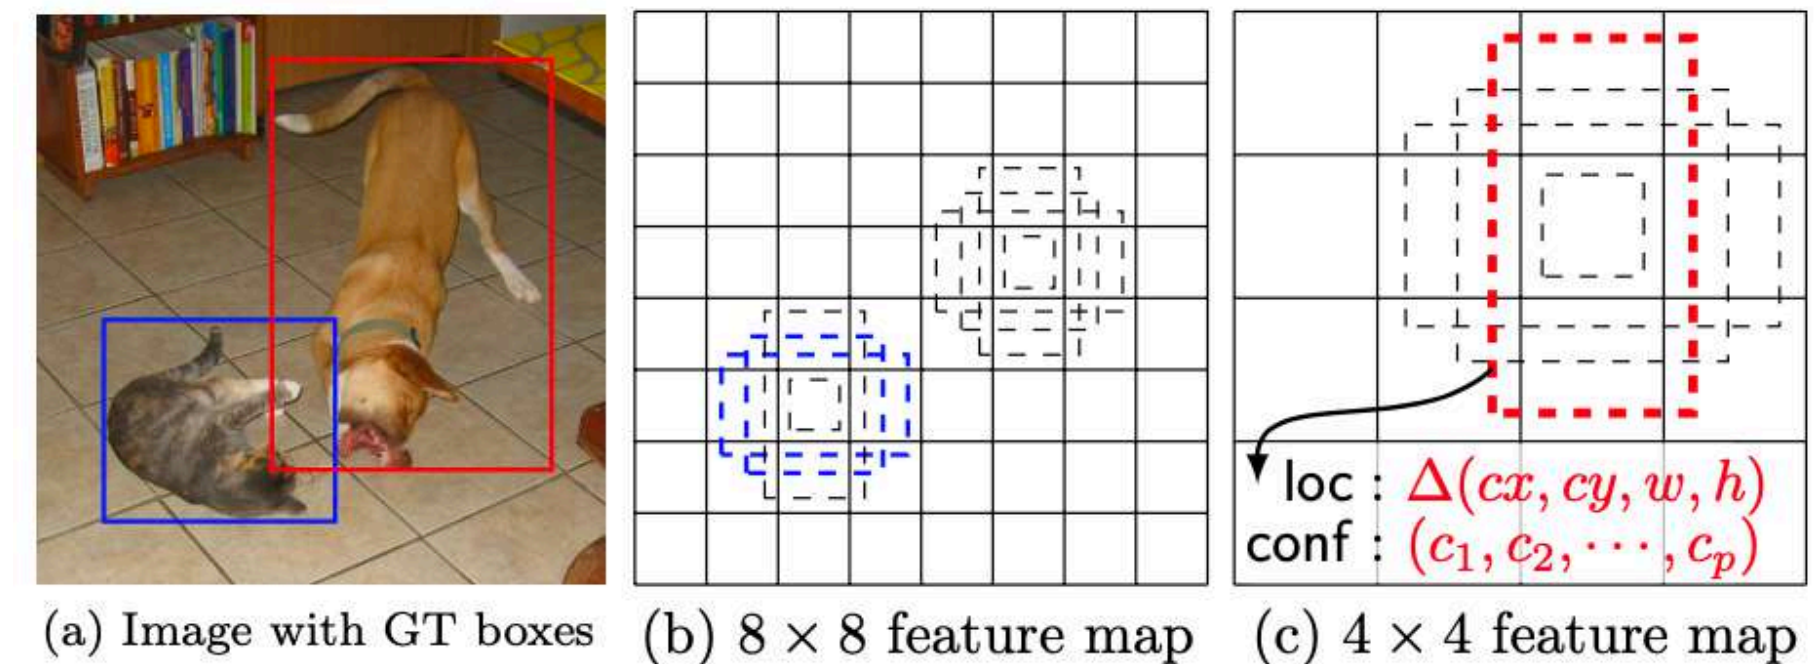 loc : Δ(cx, cy, w, h)
conf : (c₁, c₂, ⋯, cₚ)
(a) Image with GT boxes
(b) 8 × 8 feature map
(c) 4 × 4 feature map